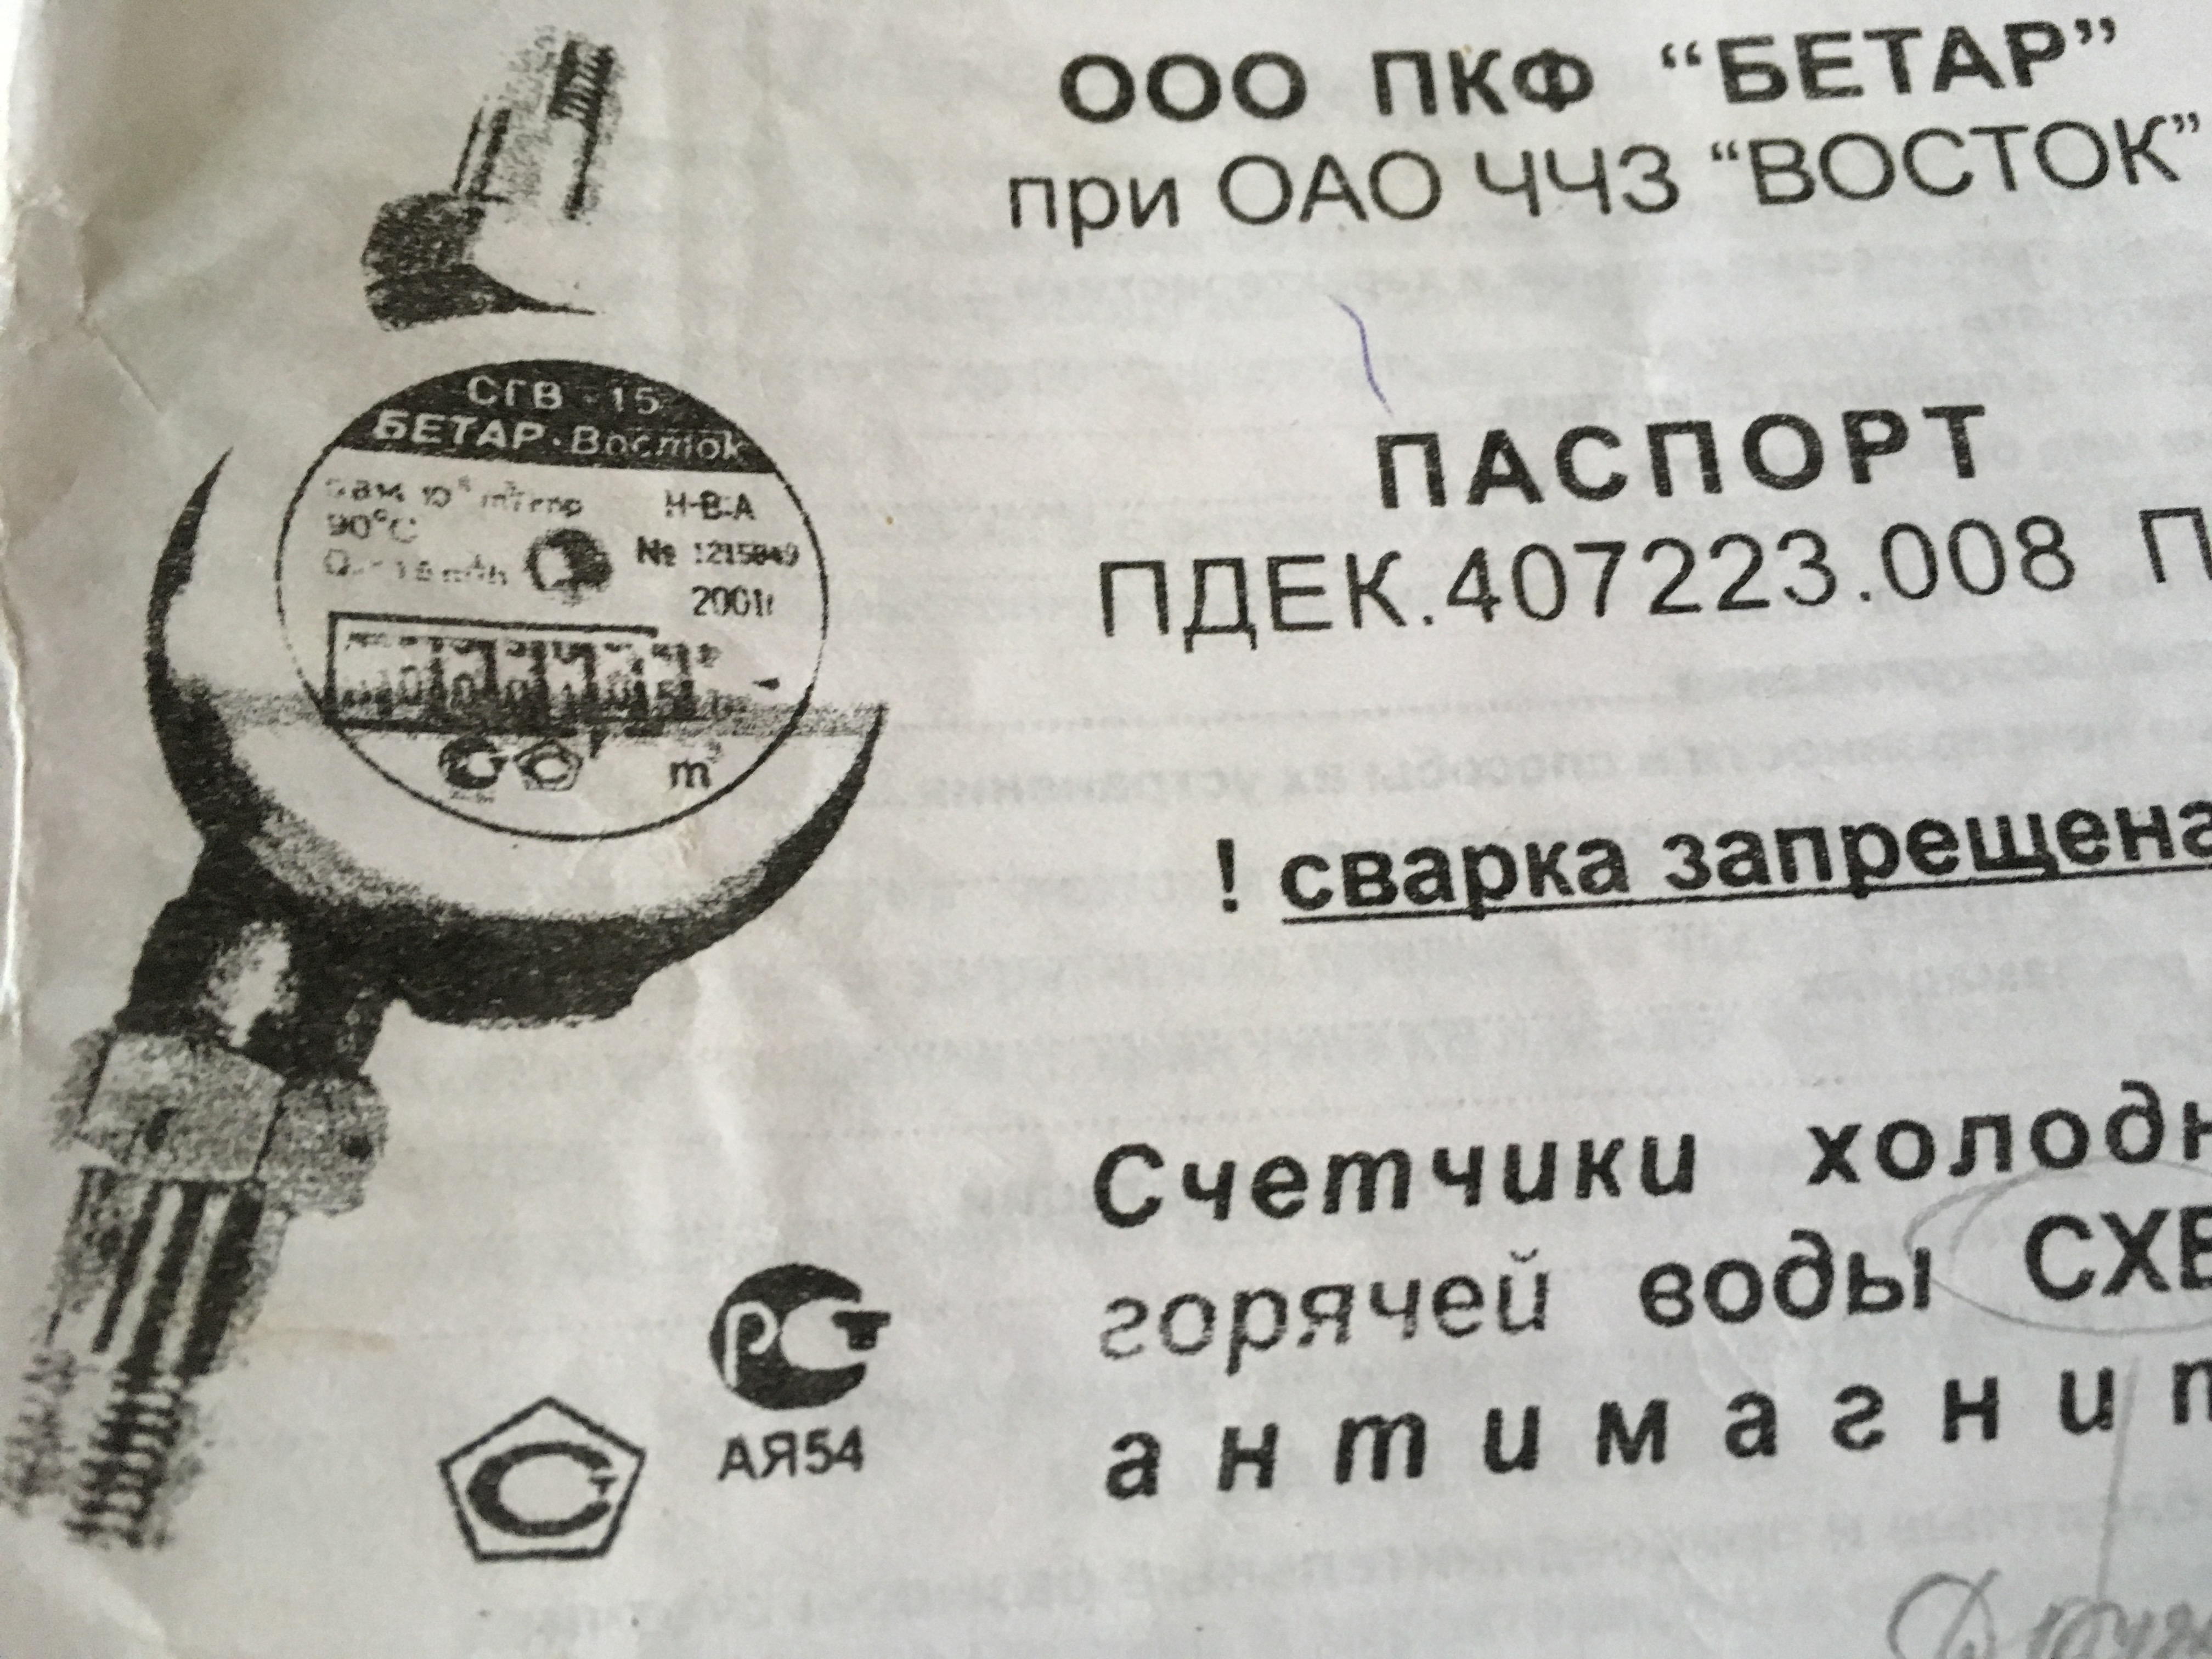 ООО ПКФ “БЕТАР”
при ОАО ЧЧЗ “ВОСТОК”
СГВ - 15
БЕТАР · Восток
90°C
Н-В-А
№ 1215849
2001г
m³
ПАСПОРТ
ПДЕК.407223.008 П
! сварка запрещена
Счетчики холодн
горячей воды СХВ
антимагнит
АЯ54